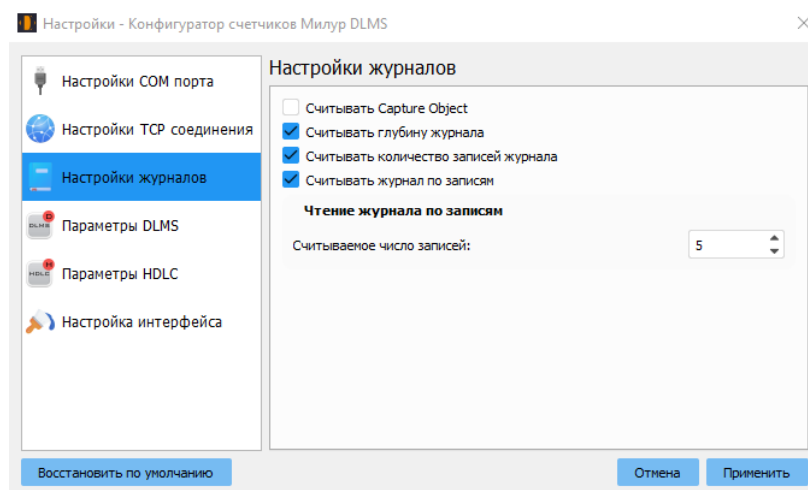 Настройки - Конфигуратор счетчиков Милур DLMS
Настройки COM порта
Настройки TCP соединения
Настройки журналов
Параметры DLMS
Параметры HDLC
Настройка интерфейса
Настройки журналов
Считывать Capture Object
Считывать глубину журнала
Считывать количество записей журнала
Считывать журнал по записям
Чтение журнала по записям
Считываемое число записей: 5
Восстановить по умолчанию
Отмена
Применить